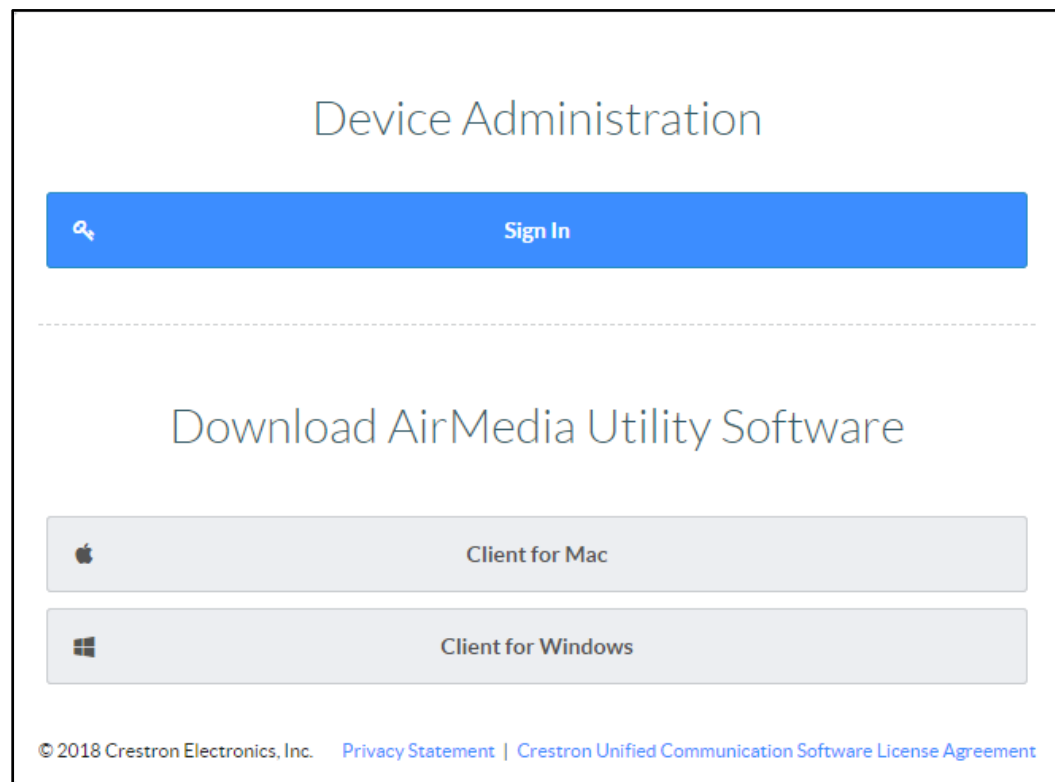 Device Administration
Sign In
Download AirMedia Utility Software
Client for Mac
Client for Windows
© 2018 Crestron Electronics, Inc. Privacy Statement | Crestron Unified Communication Software License Agreement